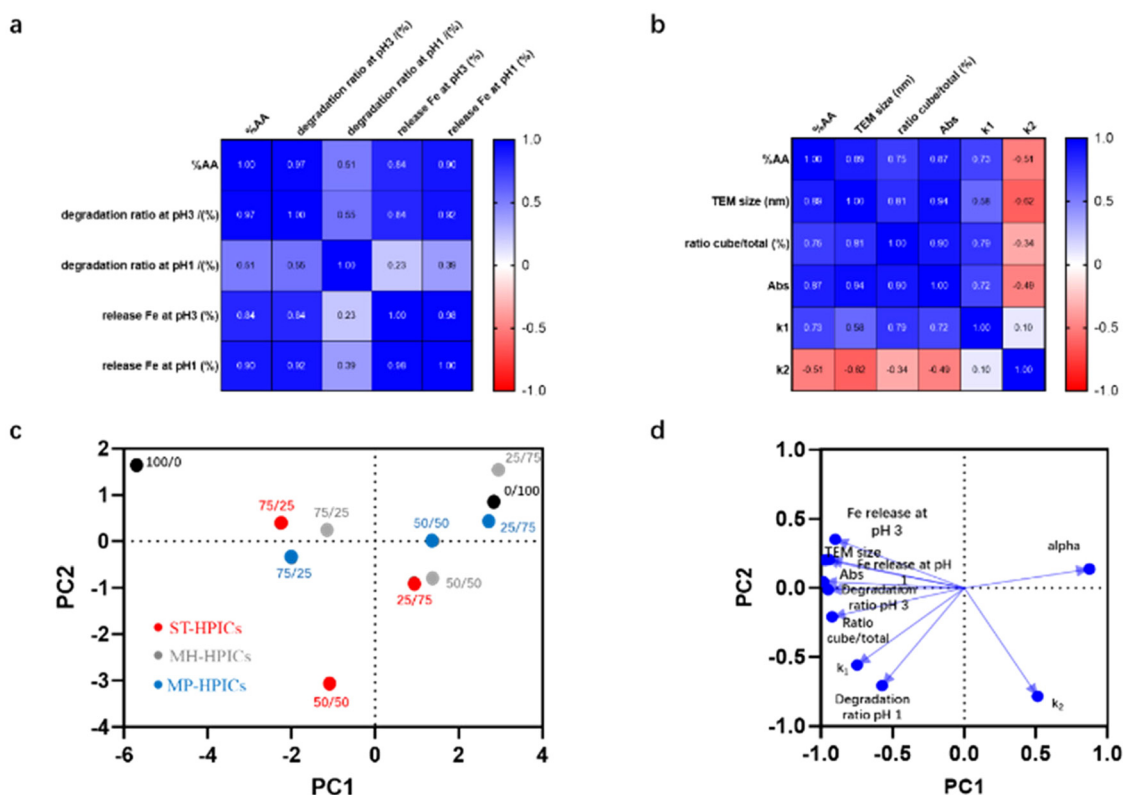 a
%AA
degradation ratio at pH3 /(%)
degradation ratio at pH1 /(%)
release Fe at pH3 (%)
release Fe at pH1 (%)
%AA 1.00 0.97 0.51 0.84 0.90
degradation ratio at pH3 /(%) 0.97 1.00 0.55 0.84 0.92
degradation ratio at pH1 /(%) 0.51 0.55 1.00 0.23 0.39
release Fe at pH3 (%) 0.84 0.84 0.23 1.00 0.98
release Fe at pH1 (%) 0.90 0.92 0.39 0.98 1.00
1.0
0.5
0
-0.5
-1.0
b
%AA
TEM size (nm)
ratio cube/total (%)
Abs
k1
k2
%AA 1.00 0.89 0.75 0.87 0.73 -0.51
TEM size (nm) 0.89 1.00 0.91 0.94 0.58 -0.62
ratio cube/total (%) 0.75 0.91 1.00 0.90 0.79 -0.34
Abs 0.87 0.94 0.90 1.00 0.72 -0.49
k1 0.73 0.58 0.79 0.72 1.00 0.10
k2 -0.51 -0.62 -0.34 -0.49 0.10 1.00
1.0
0.5
0
-0.5
-1.0
c
PC2
2
1
0
-1
-2
-3
-4
100/0
75/25
75/25
75/25
50/50
25/75
0/100
25/75
50/50
25/75
50/50
ST-HPICs
MH-HPICs
MP-HPICs
-6
-4
-2
0
2
4
PC1
d
PC2
1.0
0.5
0.0
-0.5
-1.0
Fe release at
pH 3
TEM size
Fe release at pH
1
Abs
Degradation
ratio pH 3
Ratio
cube/total
k1
Degradation
ratio pH 1
alpha
k2
-1.0
-0.5
0.0
0.5
1.0
PC1